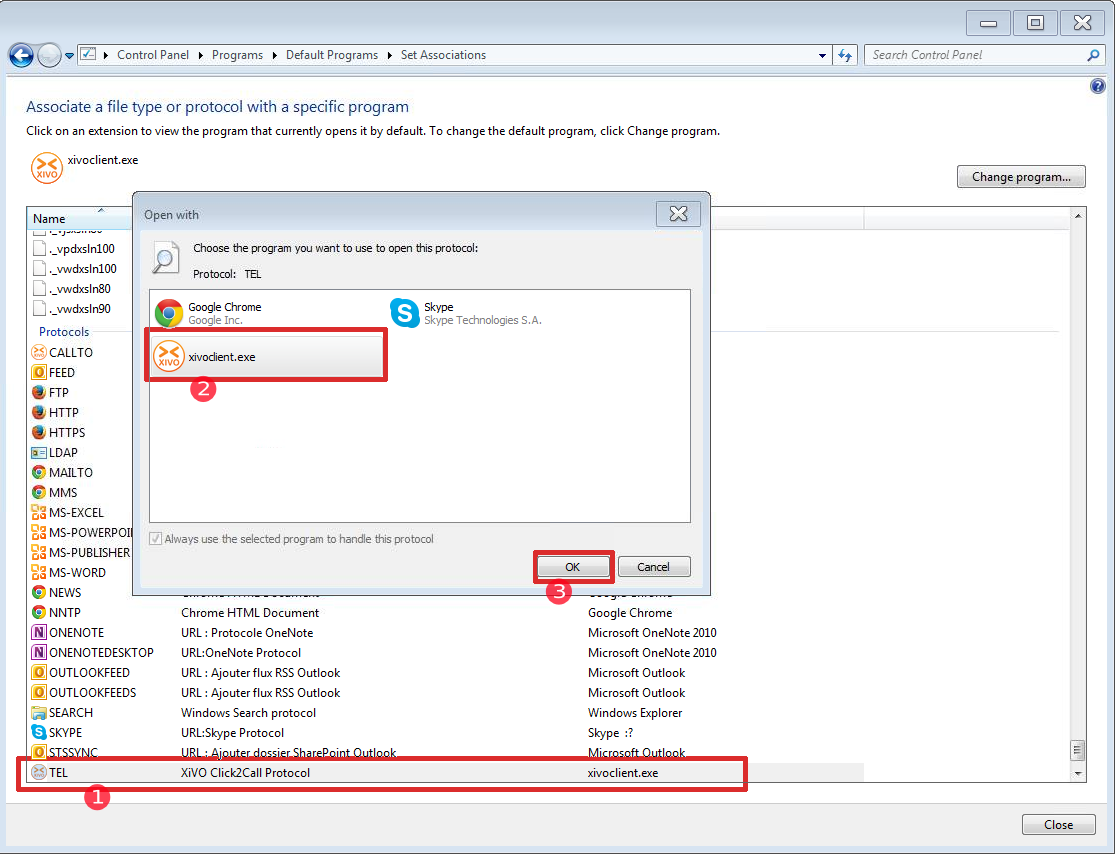 Control Panel Programs Default Programs Set Associations
Search Control Panel
Associate a file type or protocol with a specific program
Click on an extension to view the program that currently opens it by default. To change the default program, click Change program.
XIVO
xivoclient.exe
Change program...
Name
._vpdxsln100
._vwdxsln100
._vwdxsln80
._vwdxsln90
Protocols
CALLTO
FEED
FTP
HTTP
HTTPS
LDAP
MAILTO
MMS
MS-EXCEL
MS-POWERPOI
MS-PUBLISHER
MS-WORD
NEWS
NNTP Chrome HTML Document Google Chrome
ONENOTE URL : Protocole OneNote Microsoft OneNote 2010
ONENOTEDESKTOP URL:OneNote Protocol Microsoft OneNote 2010
OUTLOOKFEED URL : Ajouter flux RSS Outlook Microsoft Outlook
OUTLOOKFEEDS URL : Ajouter flux RSS Outlook Microsoft Outlook
SEARCH Windows Search protocol Windows Explorer
SKYPE URL:Skype Protocol Skype :?
STSSYNC URL : Ajouter dossier SharePoint Outlook Microsoft Outlook
TEL XiVO Click2Call Protocol xivoclient.exe
1
Open with
Choose the program you want to use to open this protocol:
Protocol: TEL
Google Chrome
Google Inc.
Skype
Skype Technologies S.A.
XIVO
xivoclient.exe
2
Always use the selected program to handle this protocol
OK
Cancel
3
Close